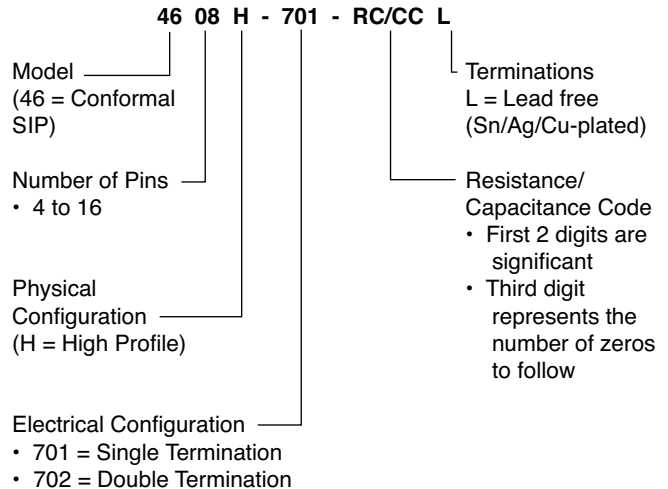 46 08 H - 701 - RC/CC L
Model
(46 = Conformal
SIP)
Number of Pins
• 4 to 16
Physical
Configuration
(H = High Profile)
Electrical Configuration
• 701 = Single Termination
• 702 = Double Termination
Terminations
L = Lead free
(Sn/Ag/Cu-plated)
Resistance/
Capacitance Code
• First 2 digits are
significant
• Third digit
represents the
number of zeros
to follow